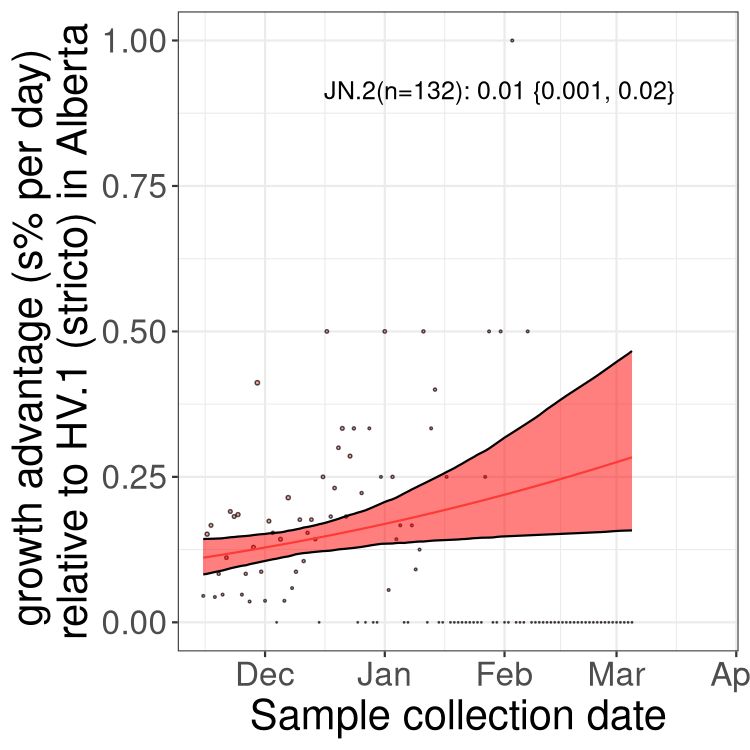 growth advantage (s% per day)
relative to HV.1 (stricto) in Alberta
1.00
JN.2(n=132): 0.01 {0.001, 0.02}
0.75
0.50
0.25
0.00
Dec Jan Feb Mar Ap
Sample collection date